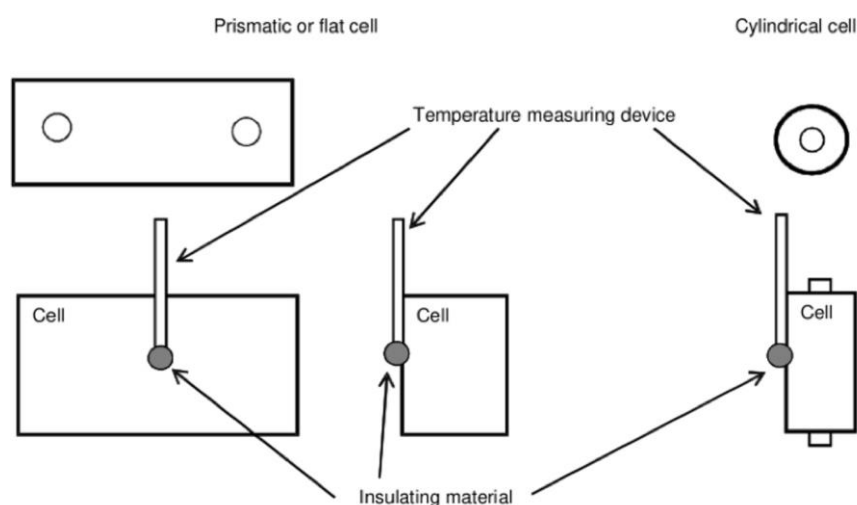 Prismatic or flat cell
Cylindrical cell
Temperature measuring device
Cell
Cell
Cell
Insulating material